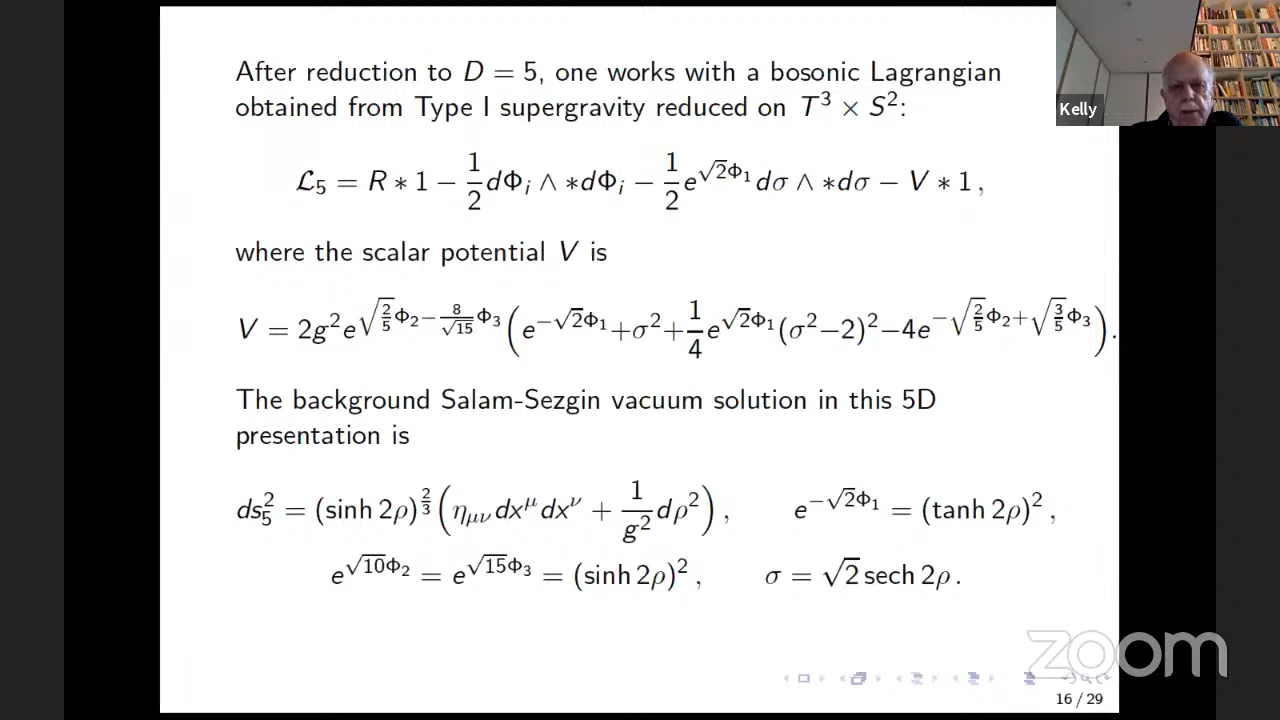 After reduction to D = 5, one works with a bosonic Lagrangian
obtained from Type I supergravity reduced on T³ × S²:
Kelly
ℒ₅ = R ∗ 1 − 1/2 dΦᵢ ∧ ∗dΦᵢ − 1/2 e^{√2Φ₁} dσ ∧ ∗dσ − V ∗ 1 ,
where the scalar potential V is
V = 2g² e^{√(2/5)Φ₂ − (8/√15)Φ₃} ( e^{−√2Φ₁} + σ² + 1/4 e^{√2Φ₁} (σ² − 2)² − 4e^{−√(2/5)Φ₂ + √(3/5)Φ₃} ) .
The background Salam-Sezgin vacuum solution in this 5D
presentation is
ds₅² = (sinh 2ρ)^{2/3} ( η_{μν} dx^μ dx^ν + 1/g² dρ² ) , e^{−√2Φ₁} = (tanh 2ρ)² ,
e^{√10Φ₂} = e^{√15Φ₃} = (sinh 2ρ)² , σ = √2 sech 2ρ .
zoom
16 / 29